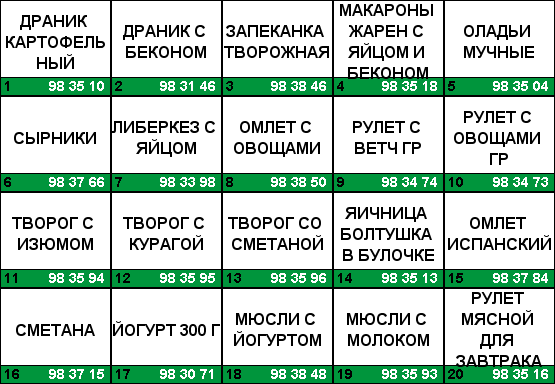 ДРАНИК
КАРТОФЕЛЬ
НЫЙ
1 98 35 10
ДРАНИК С
БЕКОНОМ
2 98 31 46
ЗАПЕКАНКА
ТВОРОЖНАЯ
3 98 38 46
МАКАРОНЫ
ЖАРЕН С
ЯЙЦОМ И
БЕКОНОМ
4 98 35 18
ОЛАДЬИ
МУЧНЫЕ
5 98 35 04
СЫРНИКИ
6 98 37 66
ЛИБЕРКЕЗ С
ЯЙЦОМ
7 98 33 98
ОМЛЕТ С
ОВОЩАМИ
8 98 38 50
РУЛЕТ С
ВЕТЧ ГР
9 98 34 74
РУЛЕТ С
ОВОЩАМИ
ГР
10 98 34 73
ТВОРОГ С
ИЗЮМОМ
11 98 35 94
ТВОРОГ С
КУРАГОЙ
12 98 35 95
ТВОРОГ СО
СМЕТАНОЙ
13 98 35 96
ЯИЧНИЦА
БОЛТУШКА
В БУЛОЧКЕ
14 98 35 13
ОМЛЕТ
ИСПАНСКИЙ
15 98 37 84
СМЕТАНА
16 98 37 15
ЙОГУРТ 300 Г
17 98 30 71
МЮСЛИ С
ЙОГУРТОМ
18 98 38 48
МЮСЛИ С
МОЛОКОМ
19 98 35 93
РУЛЕТ
МЯСНОЙ
ДЛЯ
ЗАВТРАКА
20 98 35 16